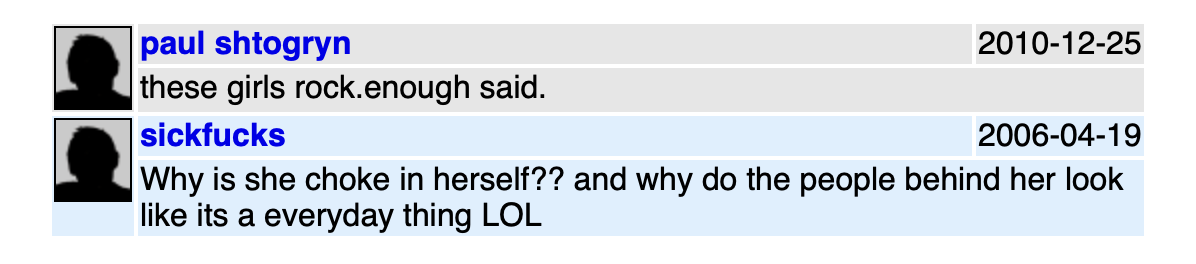 paul shtogryn 2010-12-25
these girls rock.enough said.
sickfucks 2006-04-19
Why is she choke in herself?? and why do the people behind her look
like its a everyday thing LOL